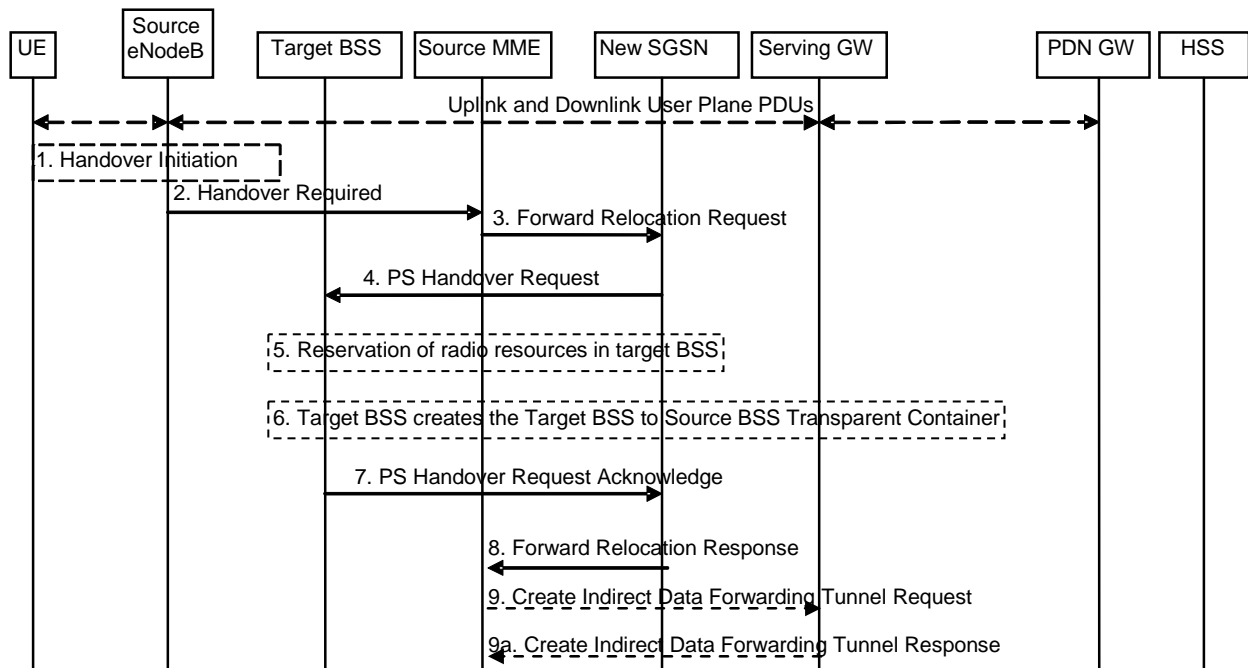 UE
Source
eNodeB
Target BSS
Source MME
New SGSN
Serving GW
PDN GW
HSS
Uplink and Downlink User Plane PDUs
1. Handover Initiation
2. Handover Required
3. Forward Relocation Request
4. PS Handover Request
5. Reservation of radio resources in target BSS
6. Target BSS creates the Target BSS to Source BSS Transparent Container
7. PS Handover Request Acknowledge
8. Forward Relocation Response
9. Create Indirect Data Forwarding Tunnel Request
9a. Create Indirect Data Forwarding Tunnel Response